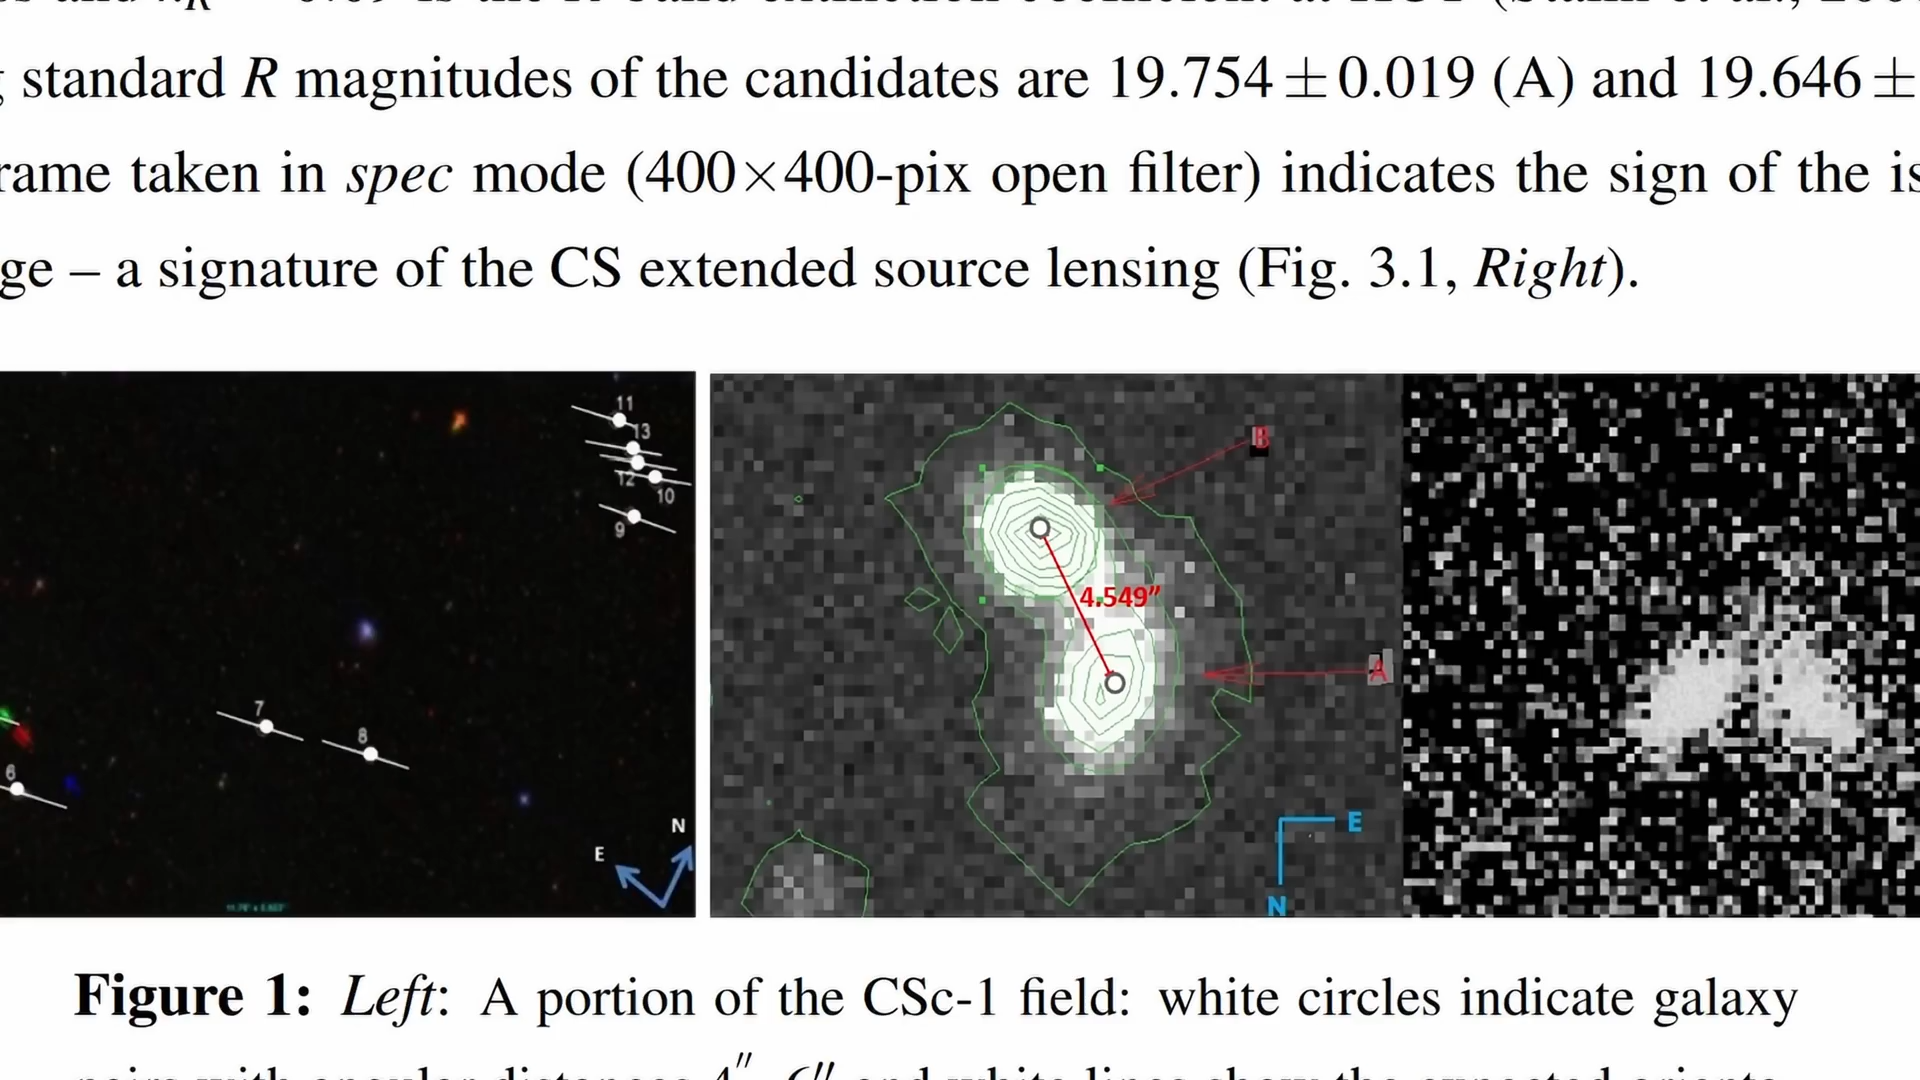 standard R magnitudes of the candidates are 19.754 ± 0.019 (A) and 19.646 ±
rame taken in spec mode (400×400-pix open filter) indicates the sign of the is
ge – a signature of the CS extended source lensing (Fig. 3.1, Right).
11
13
12
10
9
7
8
6
N
E
B
4.549”
A
E
N
Figure 1: Left: A portion of the CSc-1 field: white circles indicate galaxy